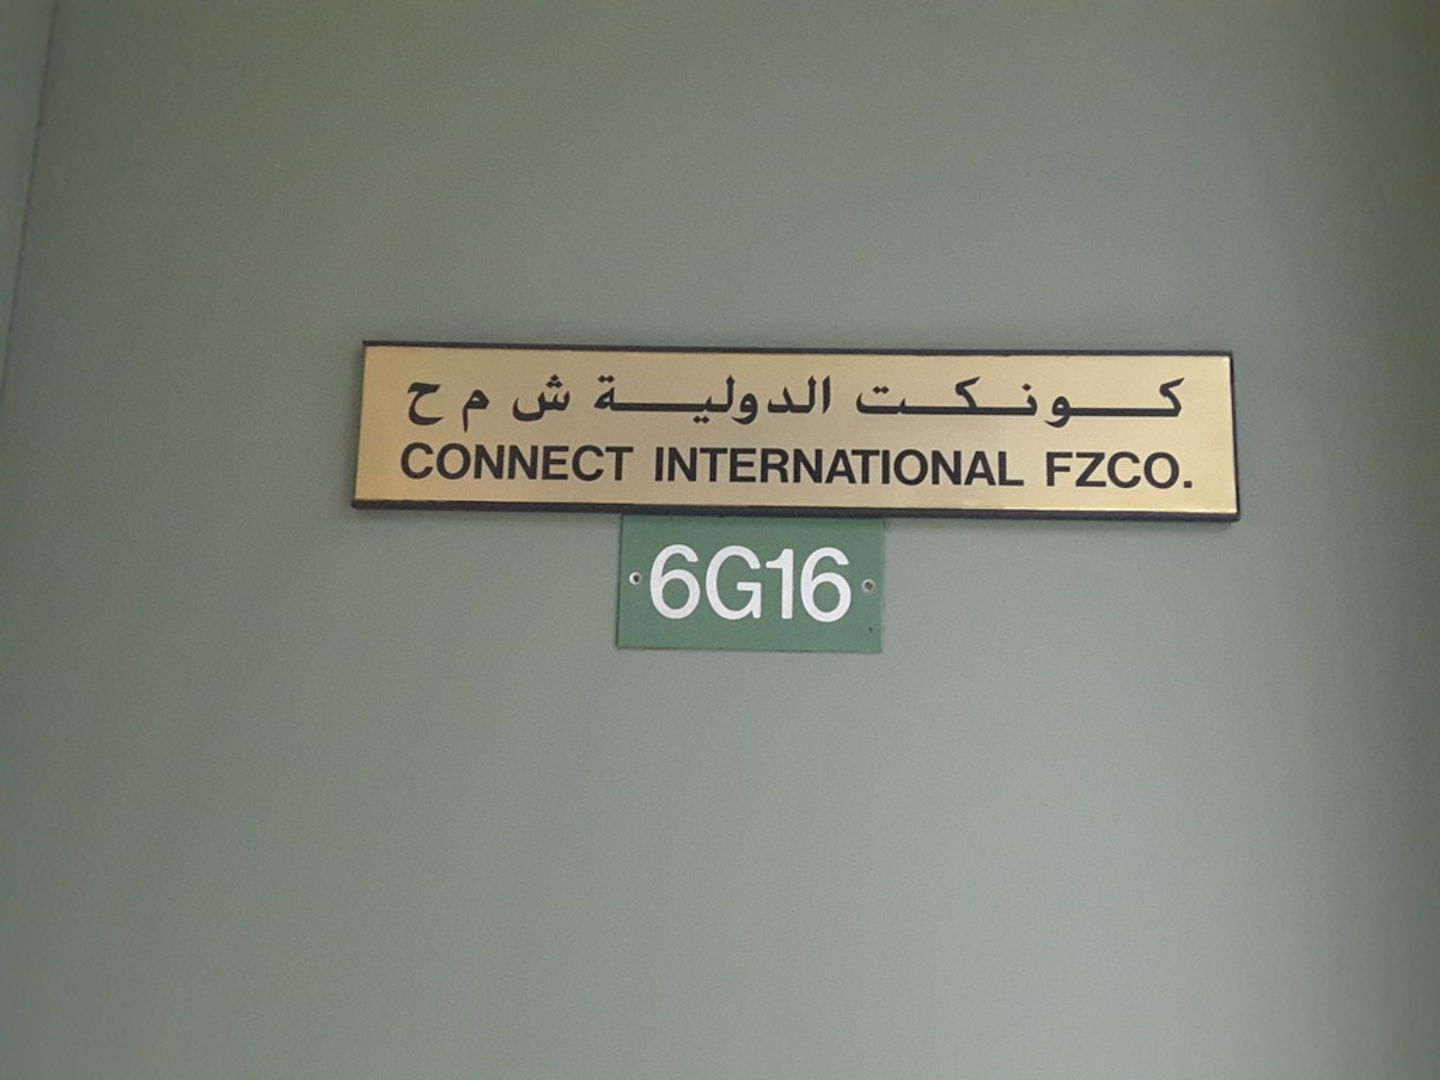 كونكت الدولية ش م ح
CONNECT INTERNATIONAL FZCO.
6G16